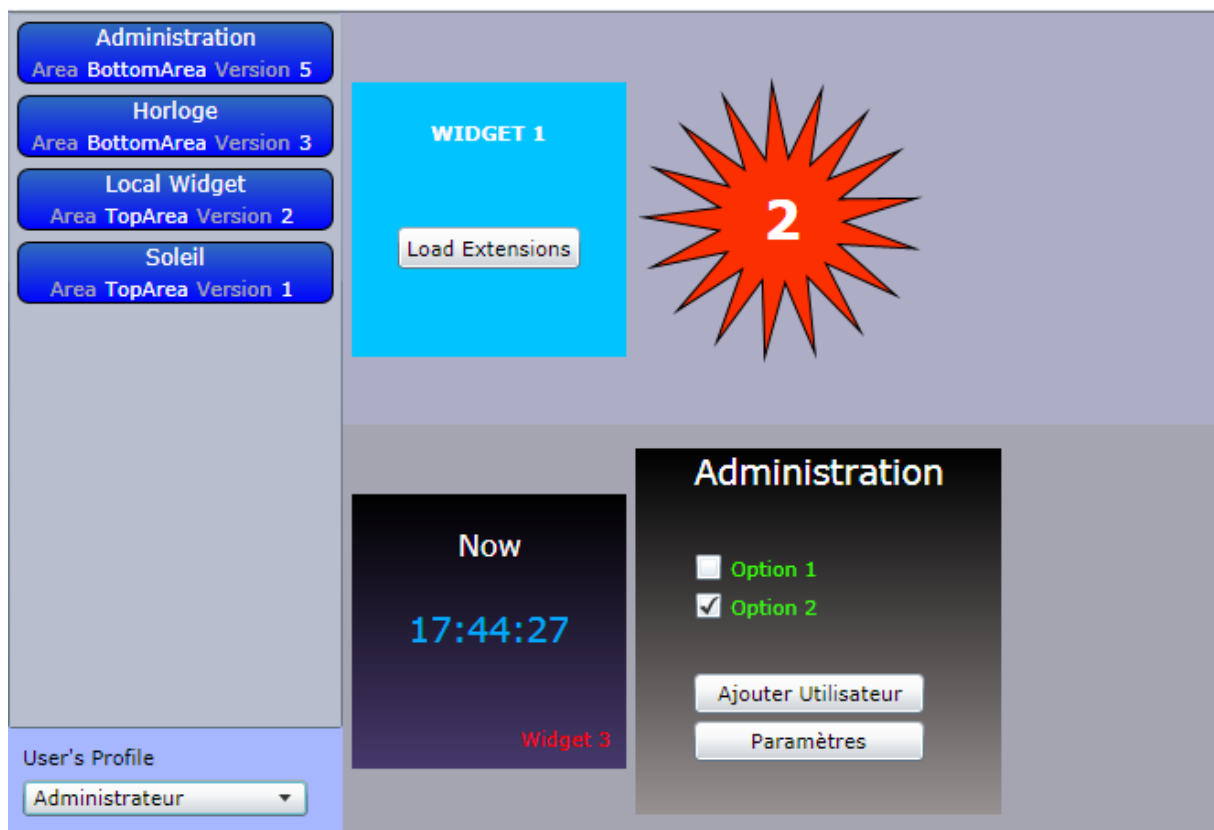 Administration
Area BottomArea Version 5
Horloge
Area BottomArea Version 3
Local Widget
Area TopArea Version 2
Soleil
Area TopArea Version 1
User's Profile
Administrateur
WIDGET 1
Load Extensions
2
Now
17:44:27
Widget 3
Administration
Option 1
Option 2
Ajouter Utilisateur
Paramètres